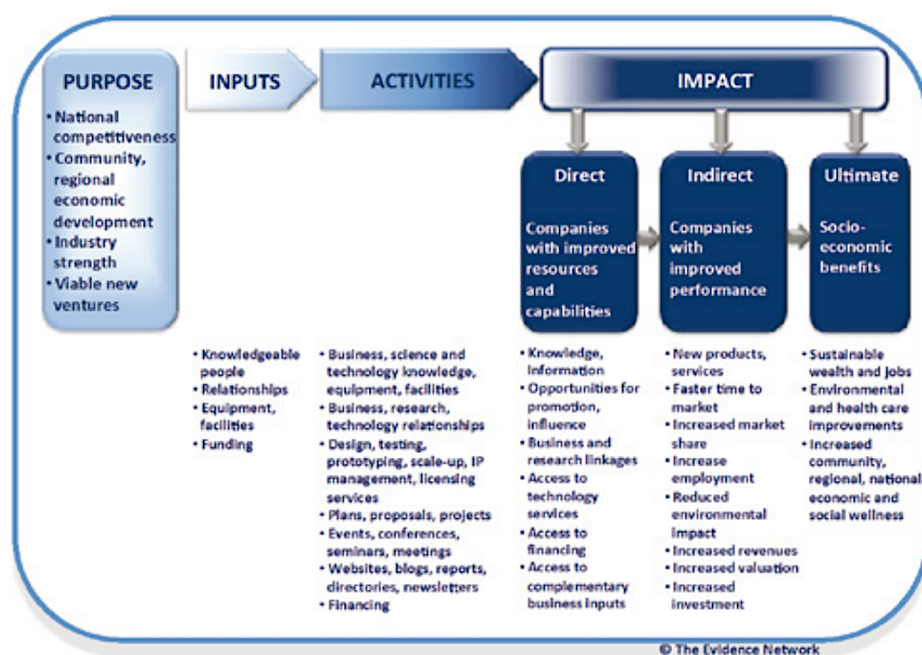 PURPOSE
• National
competitiveness
• Community,
regional
economic
development
• Industry
strength
• Viable new
ventures
INPUTS
ACTIVITIES
IMPACT
Direct
Companies
with improved
resources
and
capabilities
Indirect
Companies
with
improved
performance
Ultimate
Socio-
economic
benefits
• Knowledgeable
people
• Relationships
• Equipment,
facilities
• Funding
• Business, science and
technology knowledge,
equipment, facilities
• Business, research,
technology relationships
• Design, testing,
prototyping, scale-up, IP
management, licensing
services
• Plans, proposals, projects
• Events, conferences,
seminars, meetings
• Websites, blogs, reports,
directories, newsletters
• Financing
• Knowledge,
Information
• Opportunities for
promotion,
influence
• Business and
research linkages
• Access to
technology
services
• Access to
financing
• Access to
complementary
business inputs
• New products,
services
• Faster time to
market
• Increased market
share
• Increase
employment
• Reduced
environmental
impact
• Increased revenues
• Increased valuation
• Increased
investment
• Sustainable
wealth and jobs
• Environmental
and health care
improvements
• Increased
community,
regional, national
economic and
social wellness
© The Evidence Network